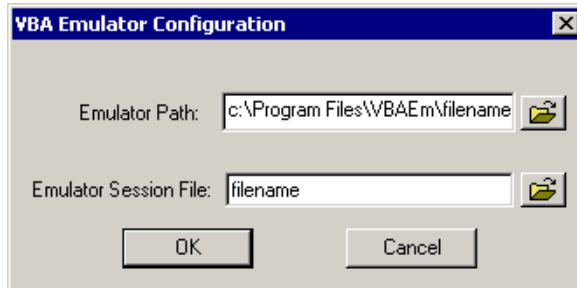 VBA Emulator Configuration
Emulator Path: c:\Program Files\VBAEm\filename
Emulator Session File: filename
OK Cancel